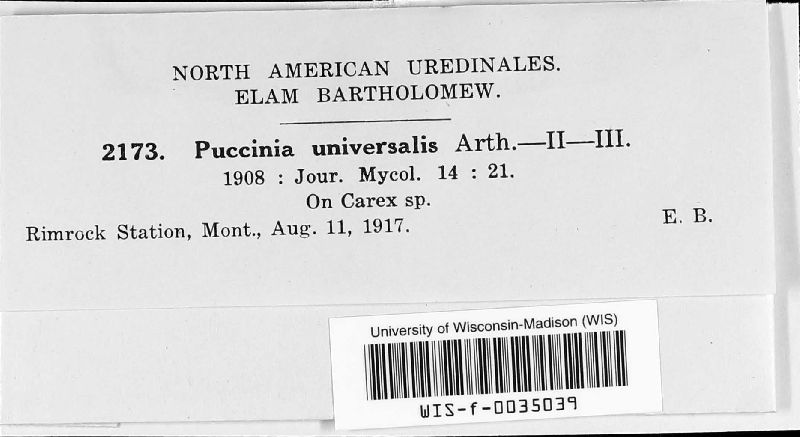 NORTH AMERICAN UREDINALES.
ELAM BARTHOLOMEW.
2173. Puccinia universalis Arth.—II—III.
1908 : Jour. Mycol. 14 : 21.
On Carex sp.
Rimrock Station, Mont., Aug. 11, 1917.
E. B.
University of Wisconsin-Madison (WIS)
WIS-f-0035039